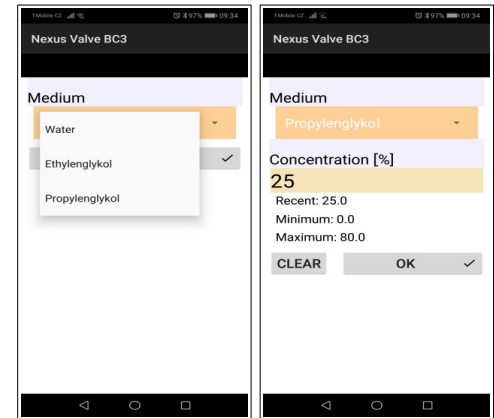 T-Mobile CZ 97% 09:34
Nexus Valve BC3
Medium
Water
Ethylenglykol
Propylenglykol
T-Mobile CZ 97% 09:34
Nexus Valve BC3
Medium
Propylenglykol
Concentration [%]
25
Recent: 25.0
Minimum: 0.0
Maximum: 80.0
CLEAR OK